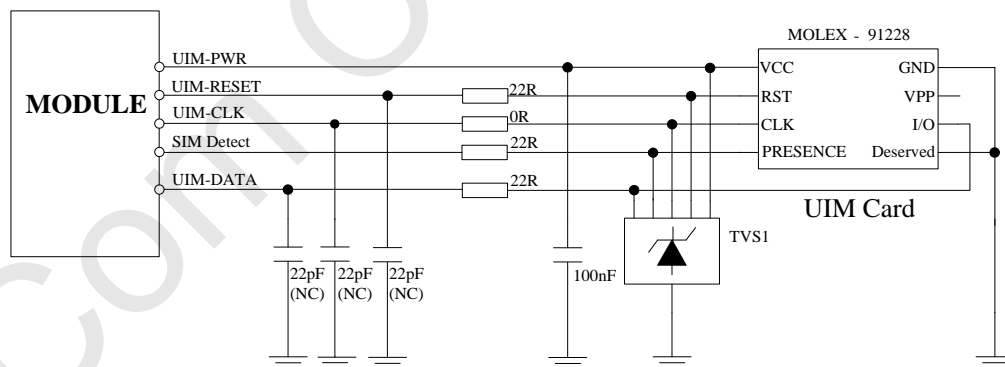 MOLEX - 91228
UIM-PWR
VCC
GND
UIM-RESET
22R
RST
VPP
MODULE
UIM-CLK
0R
CLK
I/O
SIM Detect
22R
PRESENCE
Deserved
UIM-DATA
22R
UIM Card
TVS1
22pF
(NC)
22pF
(NC)
22pF
(NC)
100nF